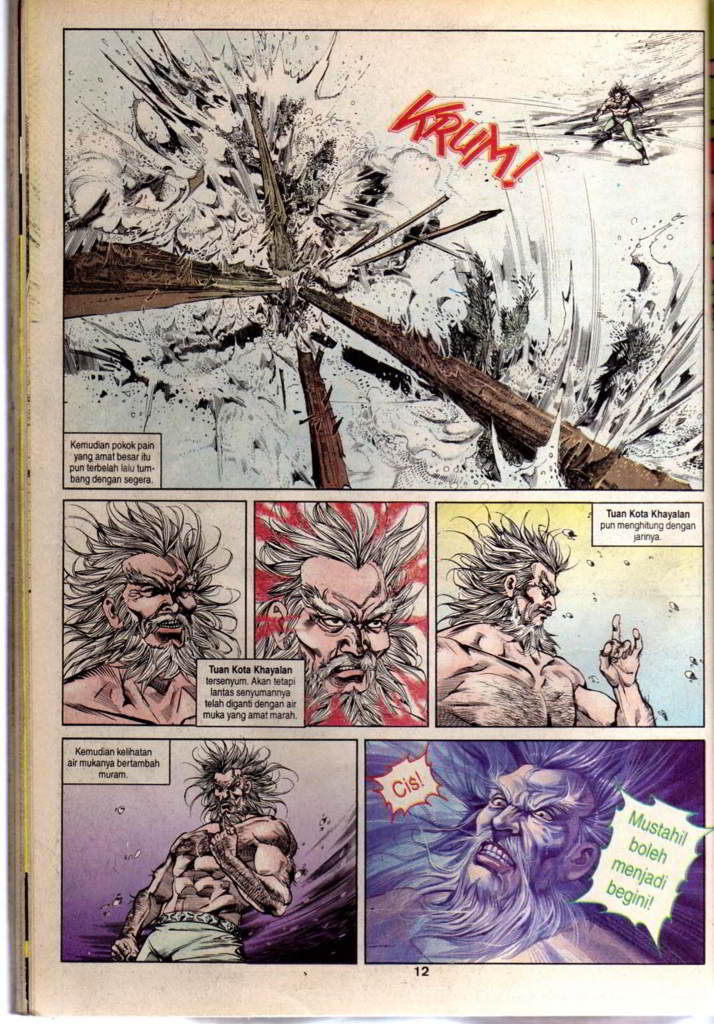 KRUM!
Kemudian pokok pain
yang amat besar itu
pun terbelah lalu tum-
bang dengan segera.
Tuan Kota Khayalan
tersenyum. Akan tetapi
lantas senyumannya
telah diganti dengan air
muka yang amat marah.
Tuan Kota Khayalan
pun menghitung dengan
jarinya.
Kemudian kelihatan
air mukanya bertambah
muram.
Cis!
Mustahil
boleh
menjadi
begini!
12